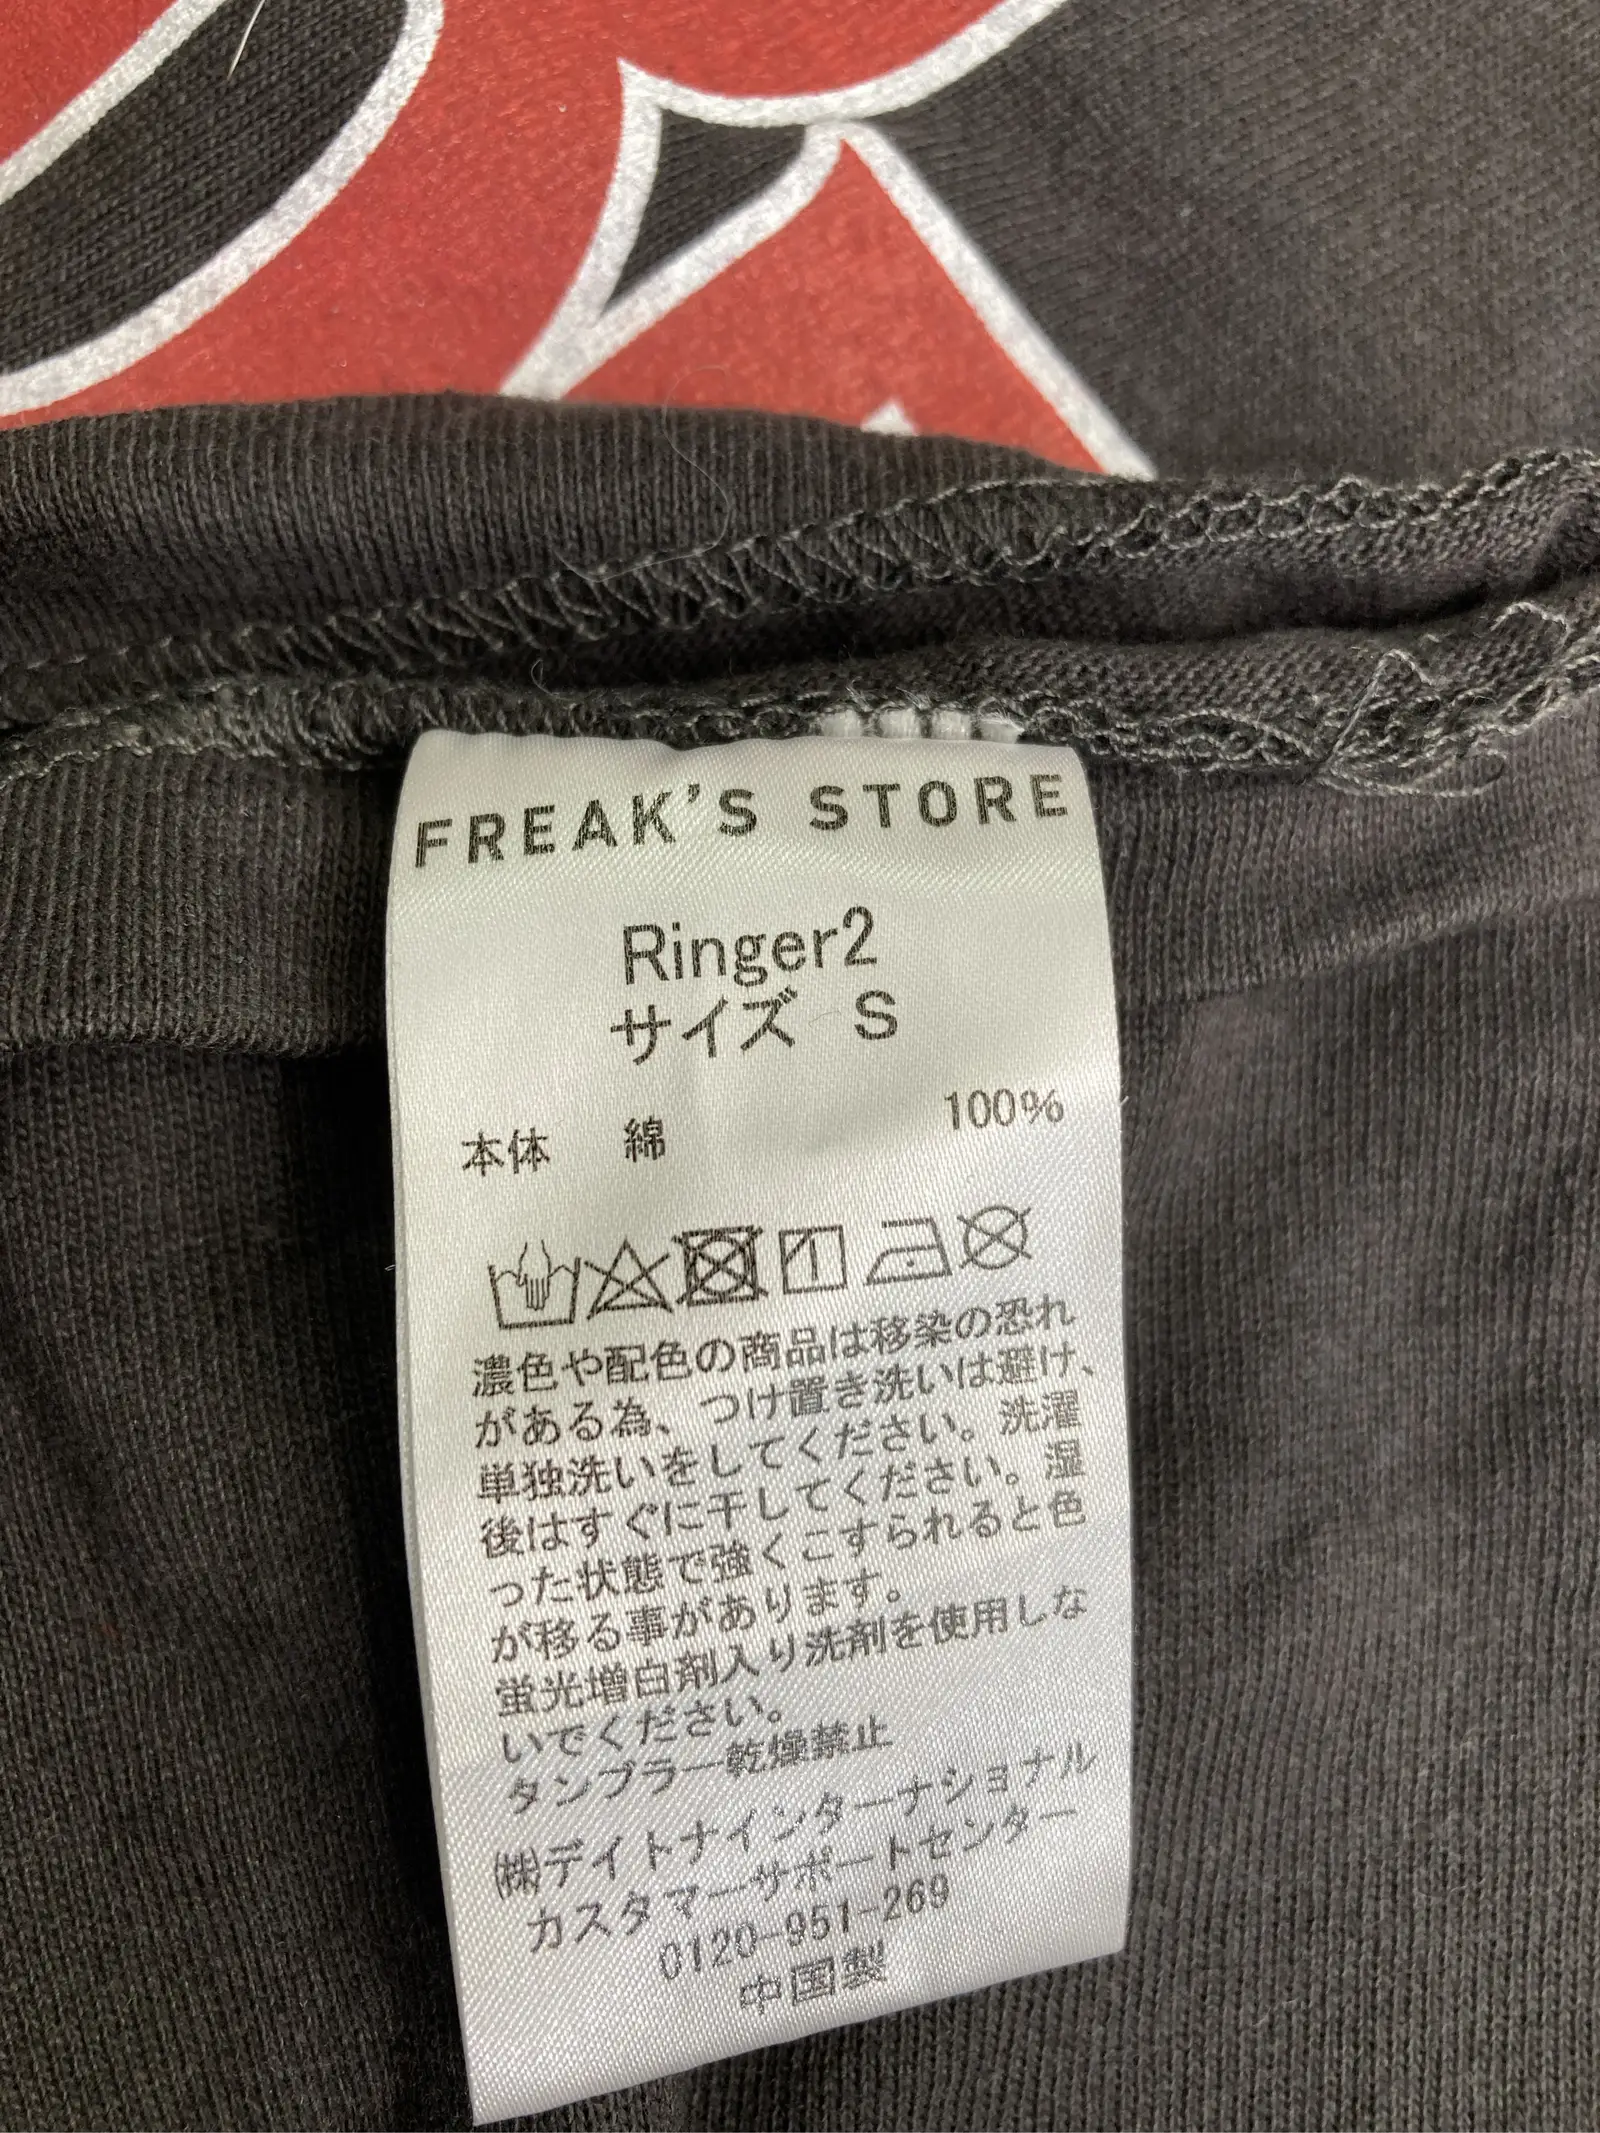 FREAK'S STORE
Ringer2
サイズ S
本体 綿 100%
濃色や配色の商品は移染の恐れ
がある為、つけ置き洗いは避け、
単独洗いをしてください。洗濯
後はすぐに干してください。湿
った状態で強くこすられると色
が移る事があります。
蛍光増白剤入り洗剤を使用しな
いでください。
タンブラー乾燥禁止
㈱デイトナインターナショナル
カスタマーサポートセンター
0120-951-269
中国製